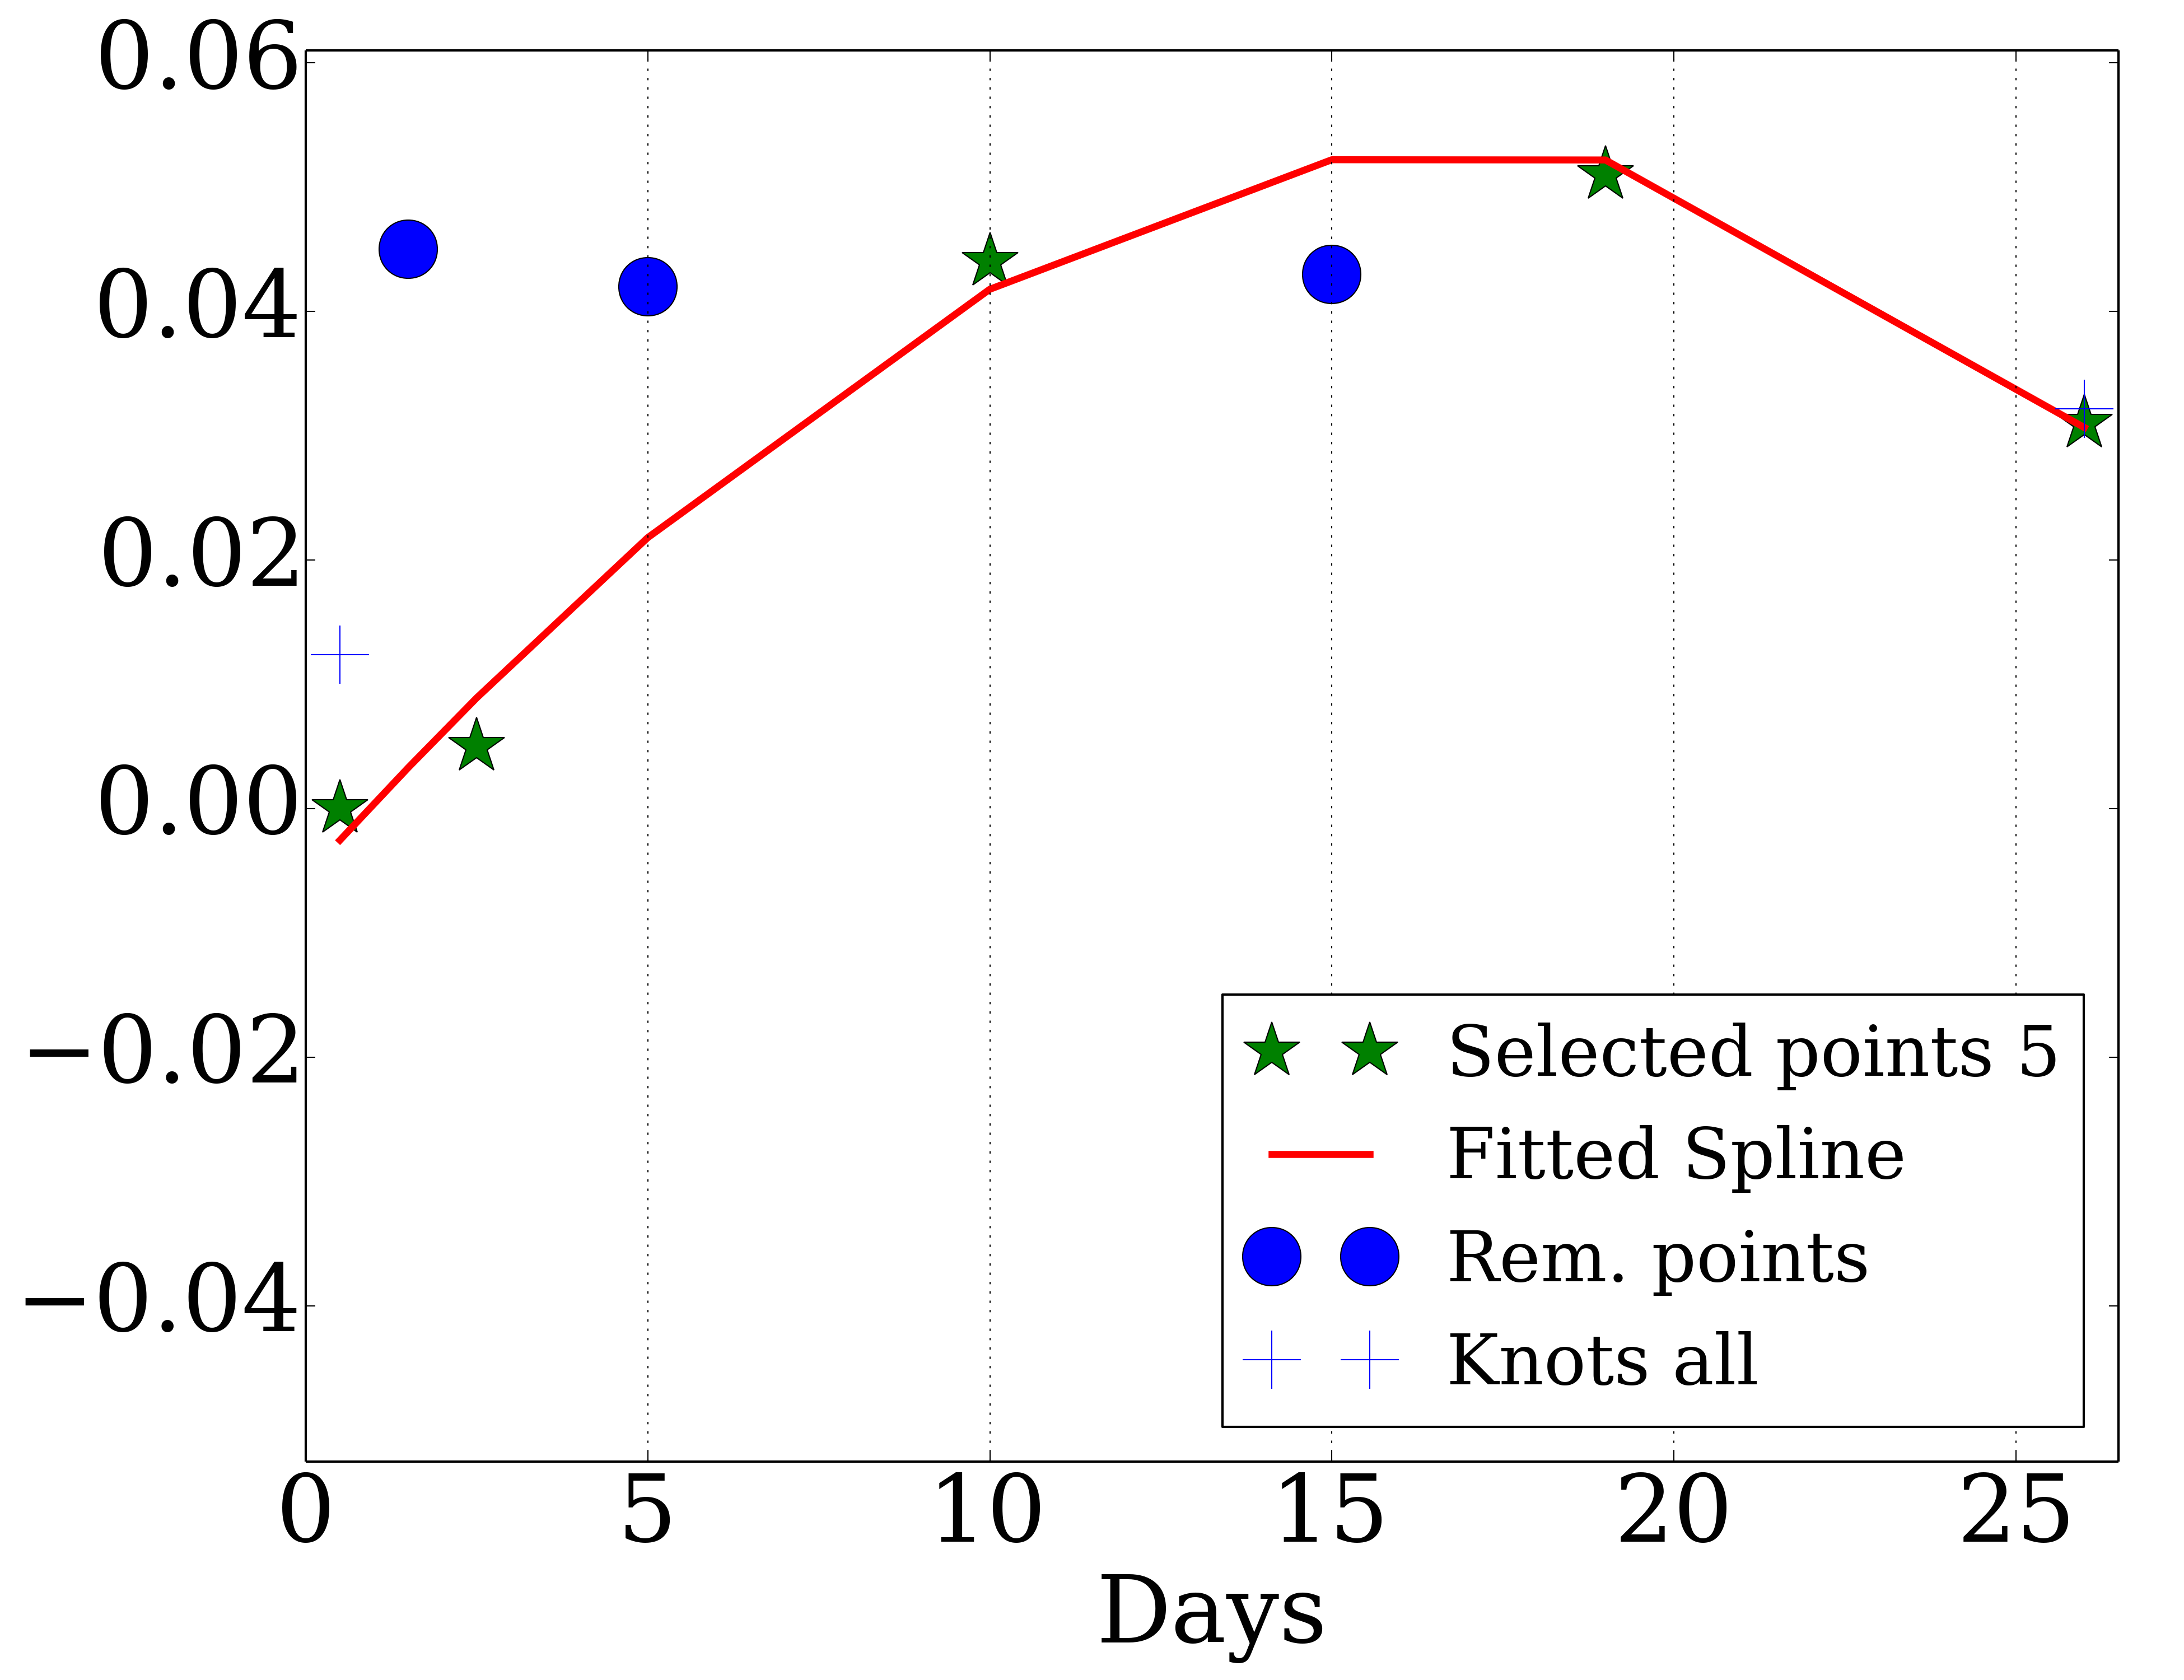 0.06
0.04
0.02
0.00
−0.02
−0.04
0 5 10 15 20 25
Days
Selected points 5
Fitted Spline
Rem. points
Knots all